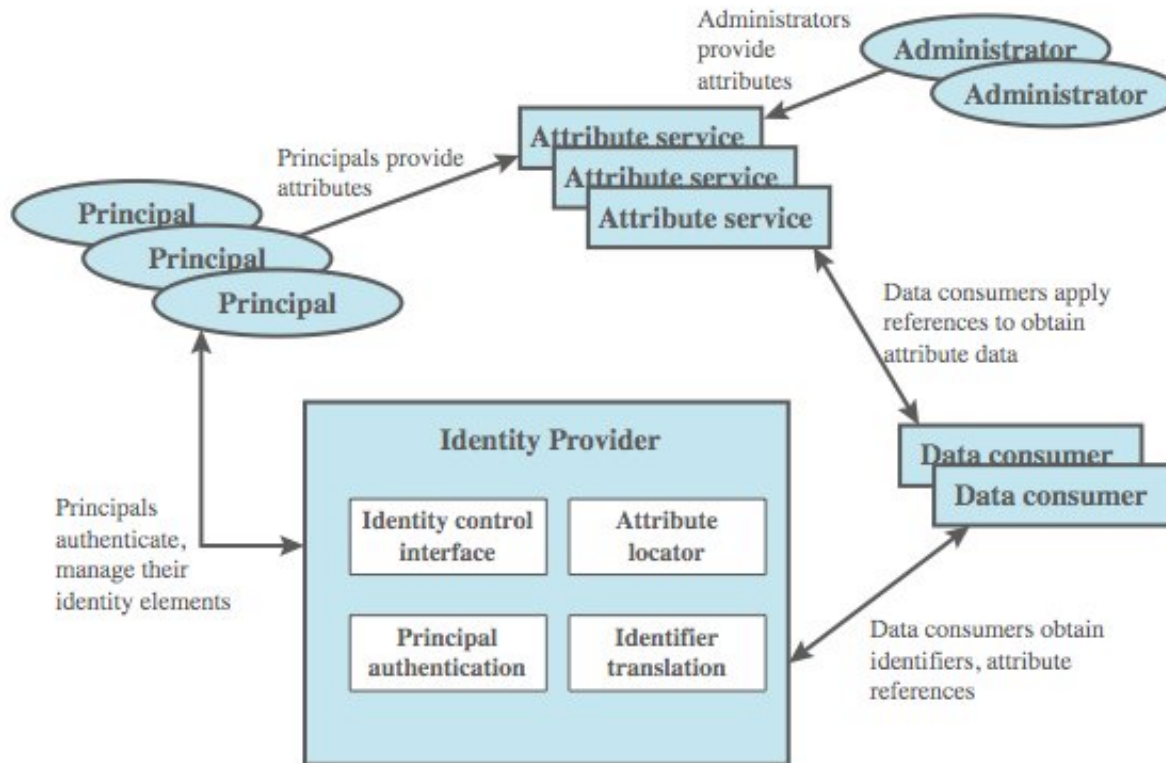 Administrators
provide
attributes
Administrator
Administrator
Attribute service
Attribute service
Attribute service
Principals provide
attributes
Principal
Principal
Principal
Data consumers apply
references to obtain
attribute data
Identity Provider
Data consumer
Data consumer
Identity control
interface
Attribute
locator
Principals
authenticate,
manage their
identity elements
Principal
authentication
Identifier
translation
Data consumers obtain
identifiers, attribute
references